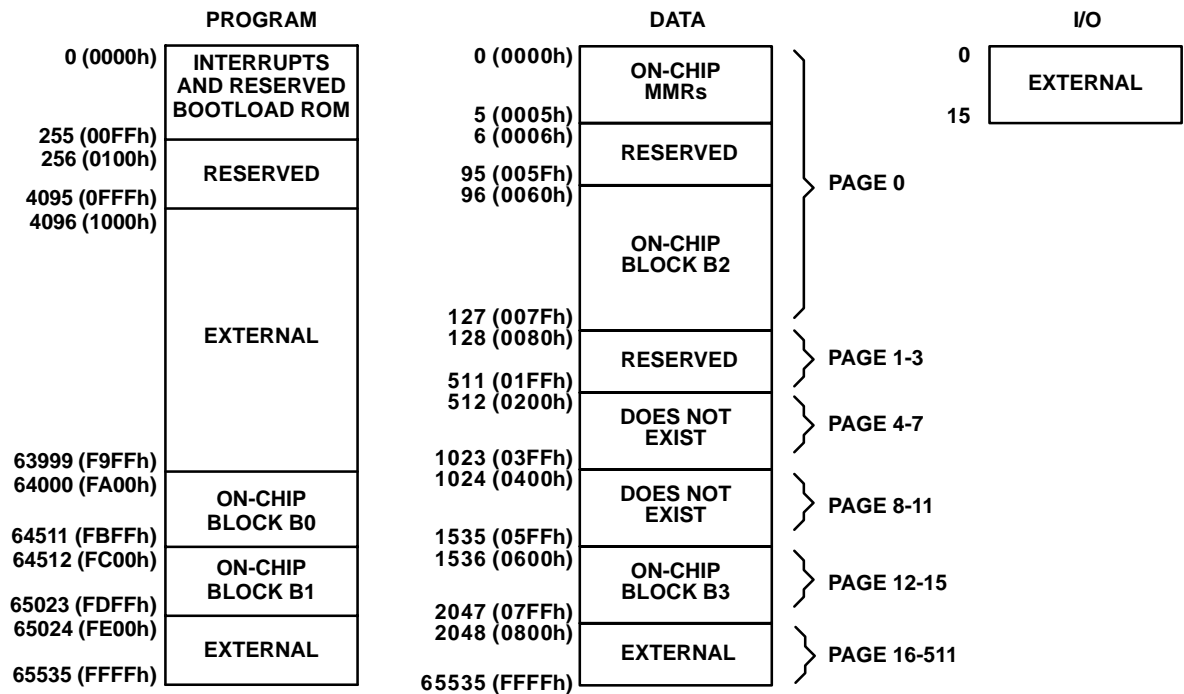 PROGRAM
0 (0000h)
INTERRUPTS
AND RESERVED
BOOTLOAD ROM
255 (00FFh)
256 (0100h)
RESERVED
4095 (0FFFh)
4096 (1000h)
EXTERNAL
63999 (F9FFh)
64000 (FA00h)
ON-CHIP
BLOCK B0
64511 (FBFFh)
64512 (FC00h)
ON-CHIP
BLOCK B1
65023 (FDFFh)
65024 (FE00h)
EXTERNAL
65535 (FFFFh)
DATA
0 (0000h)
ON-CHIP
MMRs
5 (0005h)
6 (0006h)
RESERVED
95 (005Fh)
96 (0060h)
ON-CHIP
BLOCK B2
127 (007Fh)
PAGE 0
128 (0080h)
RESERVED
511 (01FFh)
PAGE 1-3
512 (0200h)
DOES NOT
EXIST
1023 (03FFh)
PAGE 4-7
1024 (0400h)
DOES NOT
EXIST
1535 (05FFh)
PAGE 8-11
1536 (0600h)
ON-CHIP
BLOCK B3
2047 (07FFh)
PAGE 12-15
2048 (0800h)
EXTERNAL
65535 (FFFFh)
PAGE 16-511
I/O
0
EXTERNAL
15